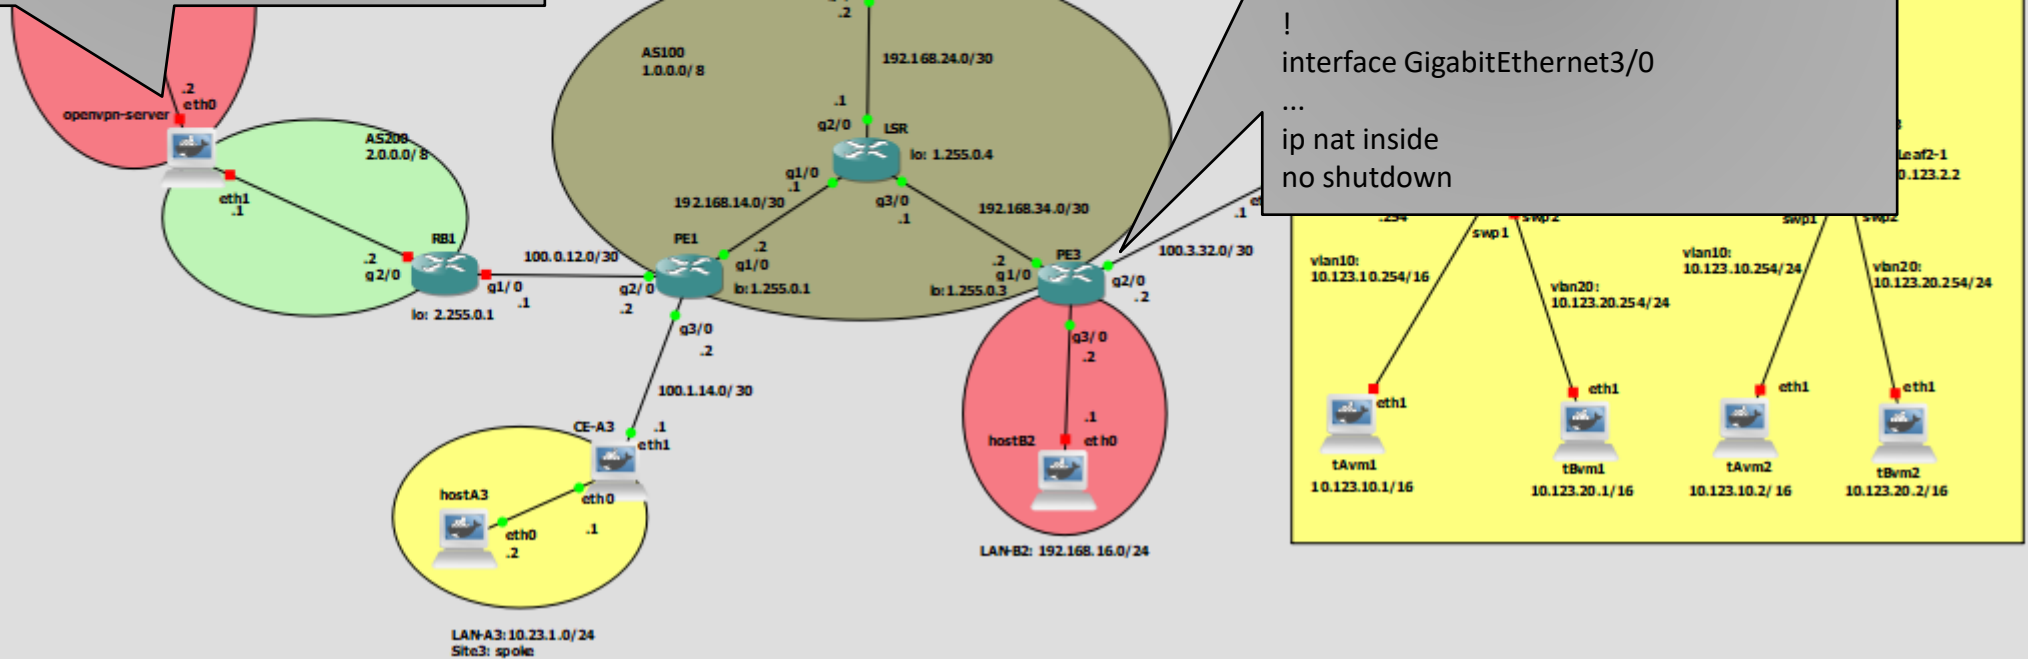 !
interface GigabitEthernet3/0
...
ip nat inside
no shutdown
.2
AS100
1.0.0.0/8
192.168.24.0/30
.2
eth0
openvpn-server
AS200
2.0.0.0/8
.1
g2/0
LSR
lo: 1.255.0.4
g1/0
.1
g3/0
.1
192.168.14.0/30
192.168.34.0/30
eth1
.1
RB1
.2
g2/0
g1/0
.1
lo: 2.255.0.1
100.0.12.0/30
PE1
.2
g1/0
g2/0
.2
lo:1.255.0.1
g3/0
.2
100.1.14.0/30
PE3
.2
g1/0
lo:1.255.0.3
g2/0
.2
100.3.32.0/30
.1
g3/0
.2
.1
hostB2
eth0
LAN-B2: 192.168.16.0/24
CE-A3
.1
eth1
hostA3
eth0
.1
eth0
.2
LAN-A3:10.23.1.0/24
Site3: spoke
Leaf2-1
0.123.2.2
.254
swp1
swp2
swp1
swp2
vlan10:
10.123.10.254/16
vlan20:
10.123.20.254/24
vlan10:
10.123.10.254/24
vlan20:
10.123.20.254/24
eth1
eth1
eth1
eth1
tAvm1
10.123.10.1/16
tBvm1
10.123.20.1/16
tAvm2
10.123.10.2/16
tBvm2
10.123.20.2/16